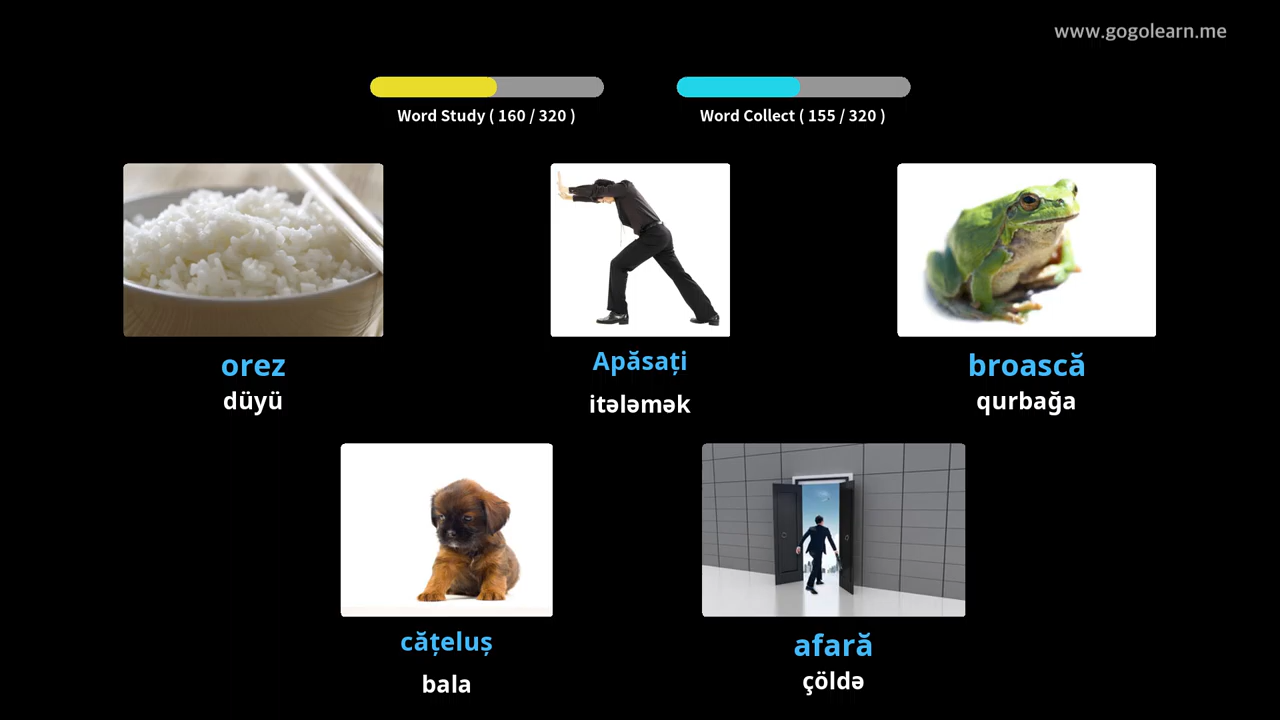 www.gogolearn.me
Word Study ( 160 / 320 )
Word Collect ( 155 / 320 )
orez
düyü
Apăsați
itələmək
broască
qurbağa
cățeluș
bala
afară
çöldə